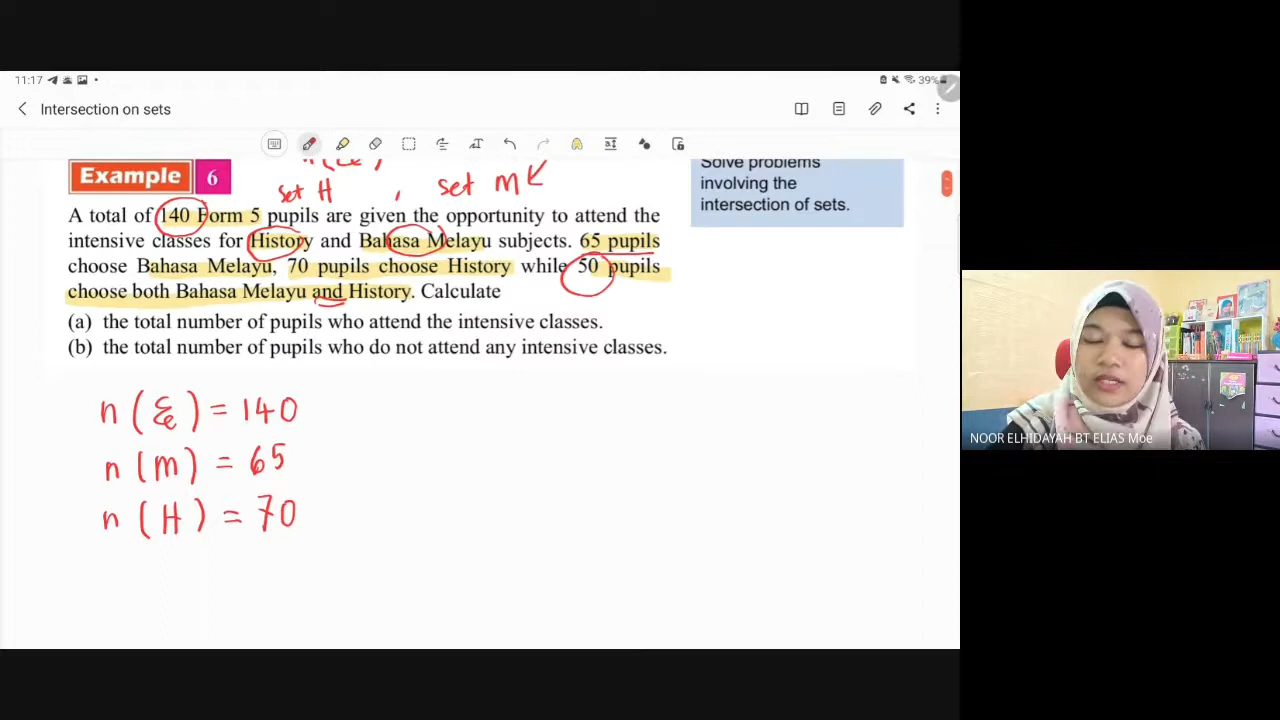 11:17
39%
Intersection on sets
Example 6
set H , set M
Solve problems
involving the
intersection of sets.
A total of 140 Form 5 pupils are given the opportunity to attend the
intensive classes for History and Bahasa Melayu subjects. 65 pupils
choose Bahasa Melayu, 70 pupils choose History while 50 pupils
choose both Bahasa Melayu and History. Calculate
(a) the total number of pupils who attend the intensive classes.
(b) the total number of pupils who do not attend any intensive classes.
n(ξ) = 140
n(M) = 65
n(H) = 70
NOOR ELHIDAYAH BT ELIAS Moe